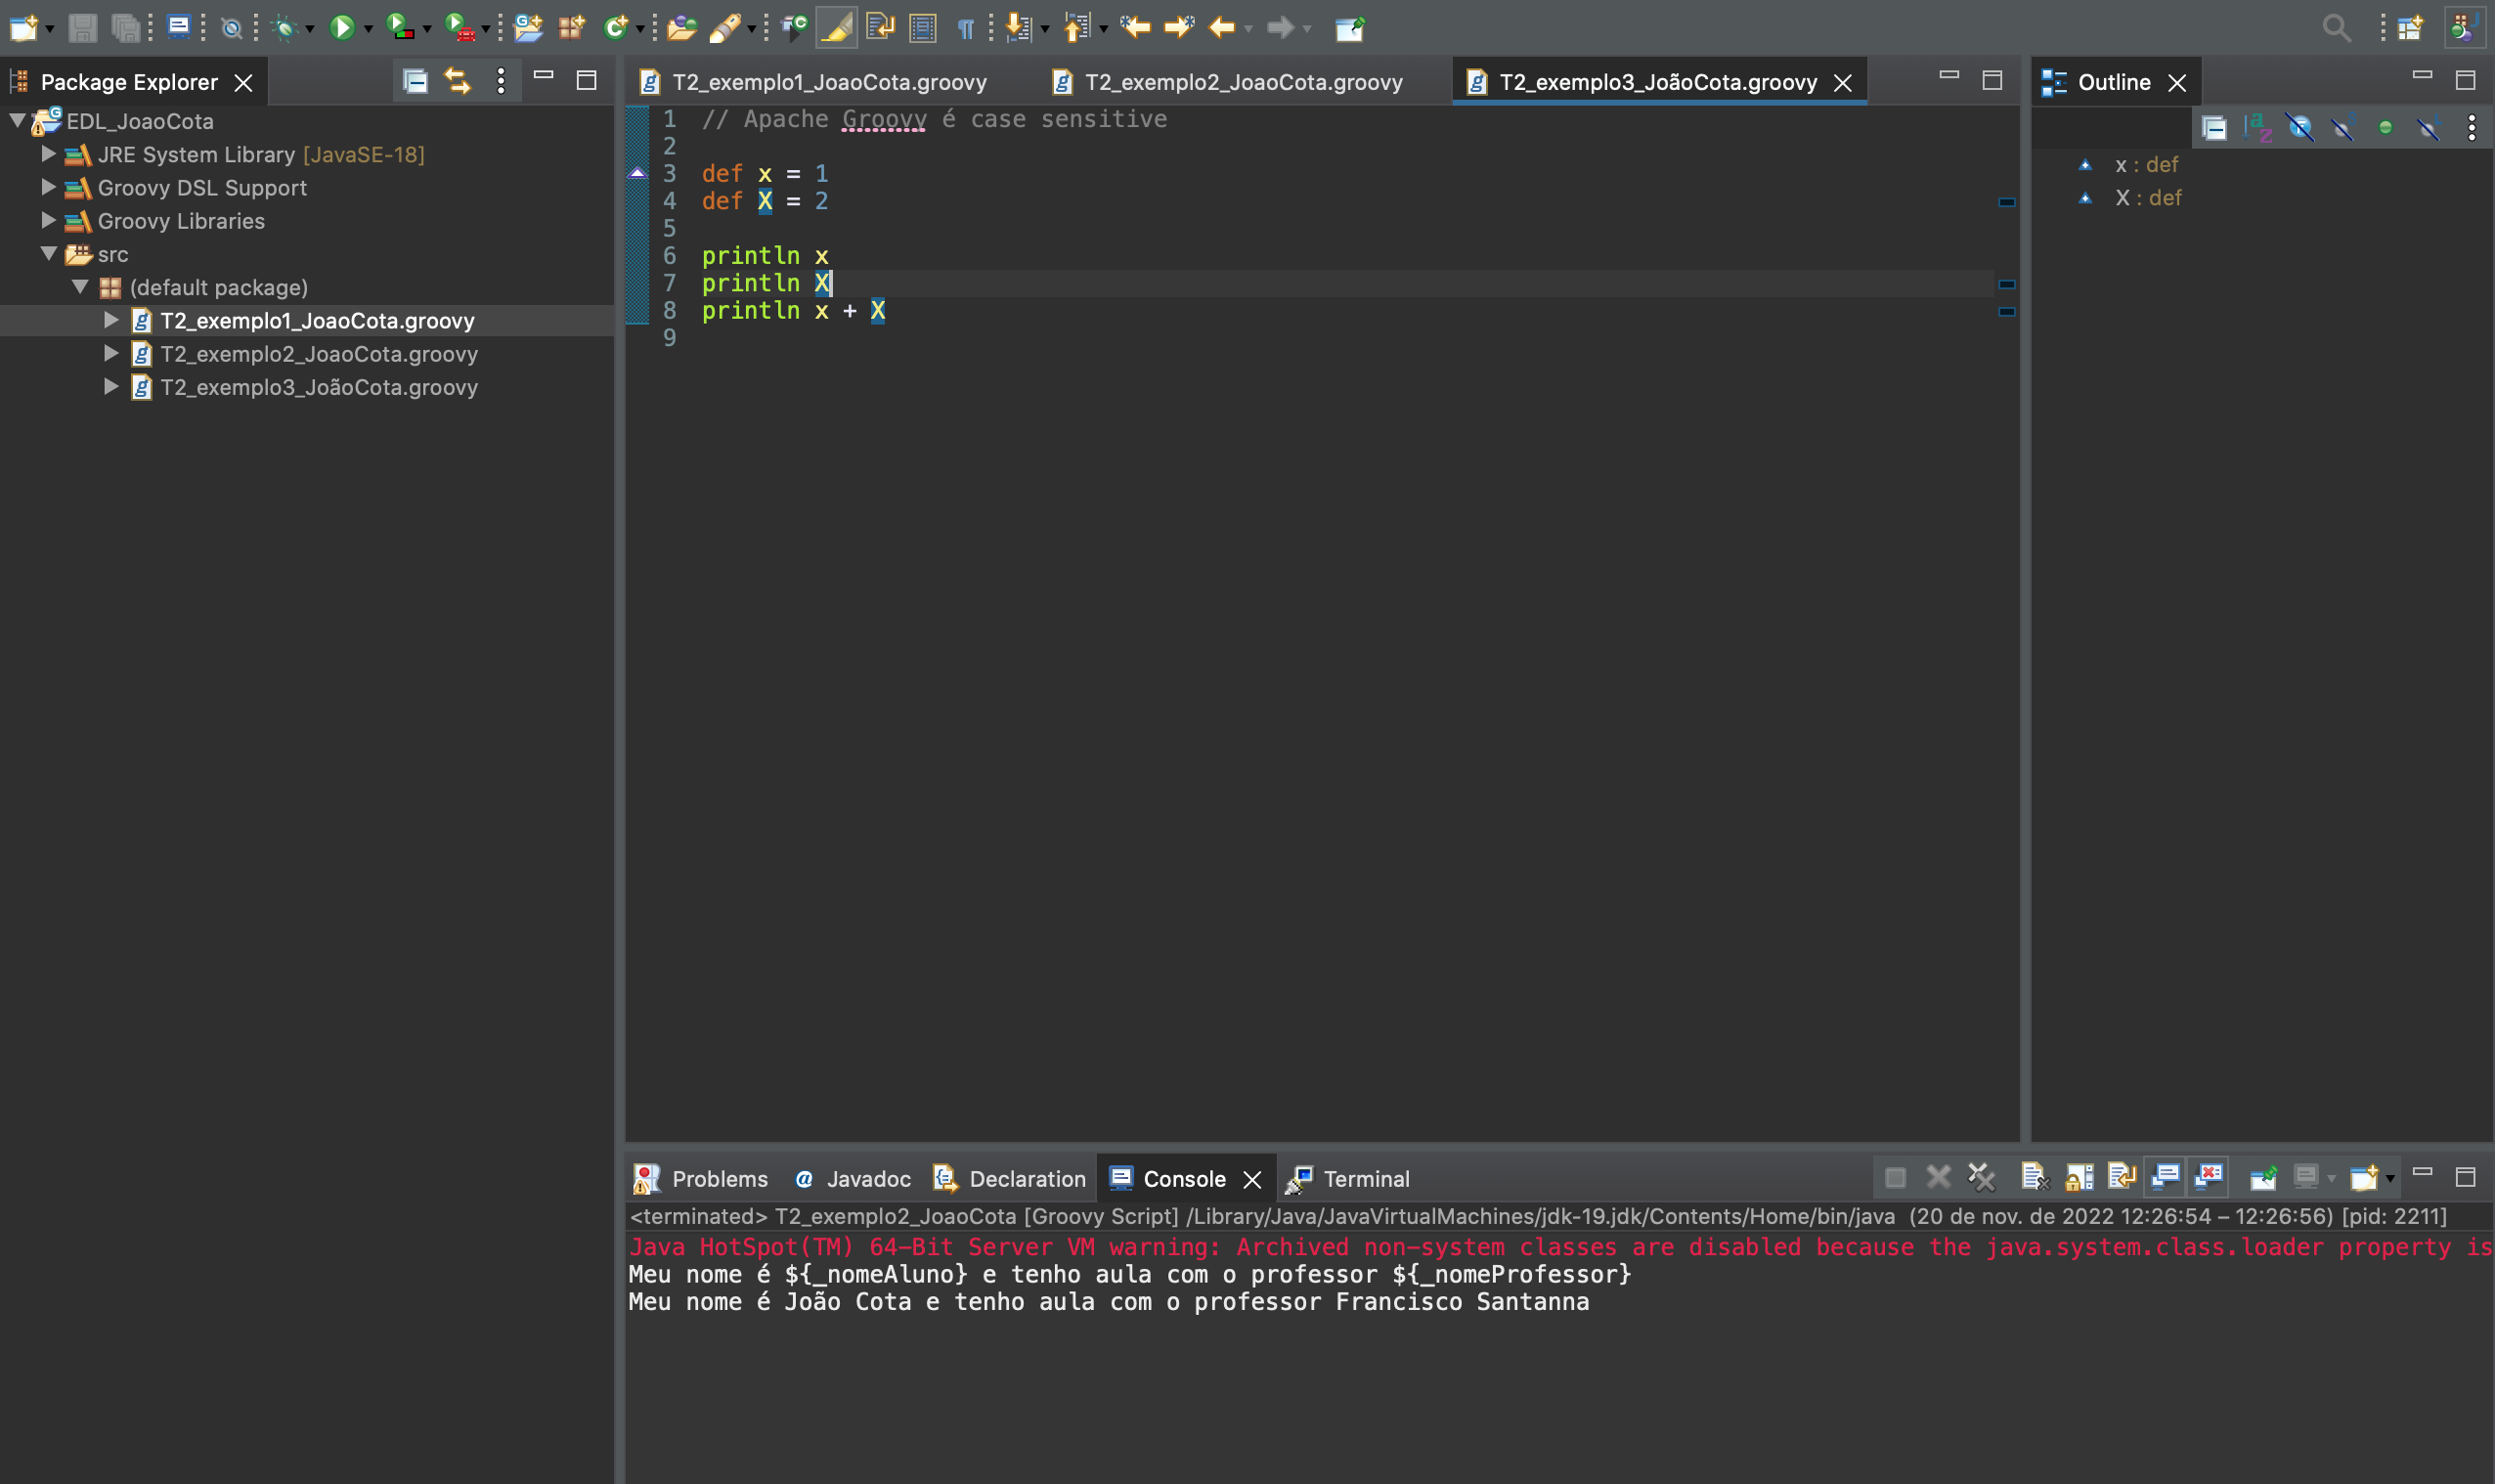 Package Explorer
EDL_JoaoCota
JRE System Library [JavaSE-18]
Groovy DSL Support
Groovy Libraries
src
(default package)
T2_exemplo1_JoaoCota.groovy
T2_exemplo2_JoaoCota.groovy
T2_exemplo3_JoãoCota.groovy
T2_exemplo1_JoaoCota.groovy T2_exemplo2_JoaoCota.groovy T2_exemplo3_JoãoCota.groovy
1 // Apache Groovy é case sensitive
2
3 def x = 1
4 def X = 2
5
6 println x
7 println X
8 println x + X
9
Outline
x : def
X : def
Problems Javadoc Declaration Console Terminal
<terminated> T2_exemplo2_JoaoCota [Groovy Script] /Library/Java/JavaVirtualMachines/jdk-19.jdk/Contents/Home/bin/java (20 de nov. de 2022 12:26:54 – 12:26:56) [pid: 2211]
Java HotSpot(TM) 64-Bit Server VM warning: Archived non-system classes are disabled because the java.system.class.loader property is
Meu nome é ${_nomeAluno} e tenho aula com o professor ${_nomeProfessor}
Meu nome é João Cota e tenho aula com o professor Francisco Santanna